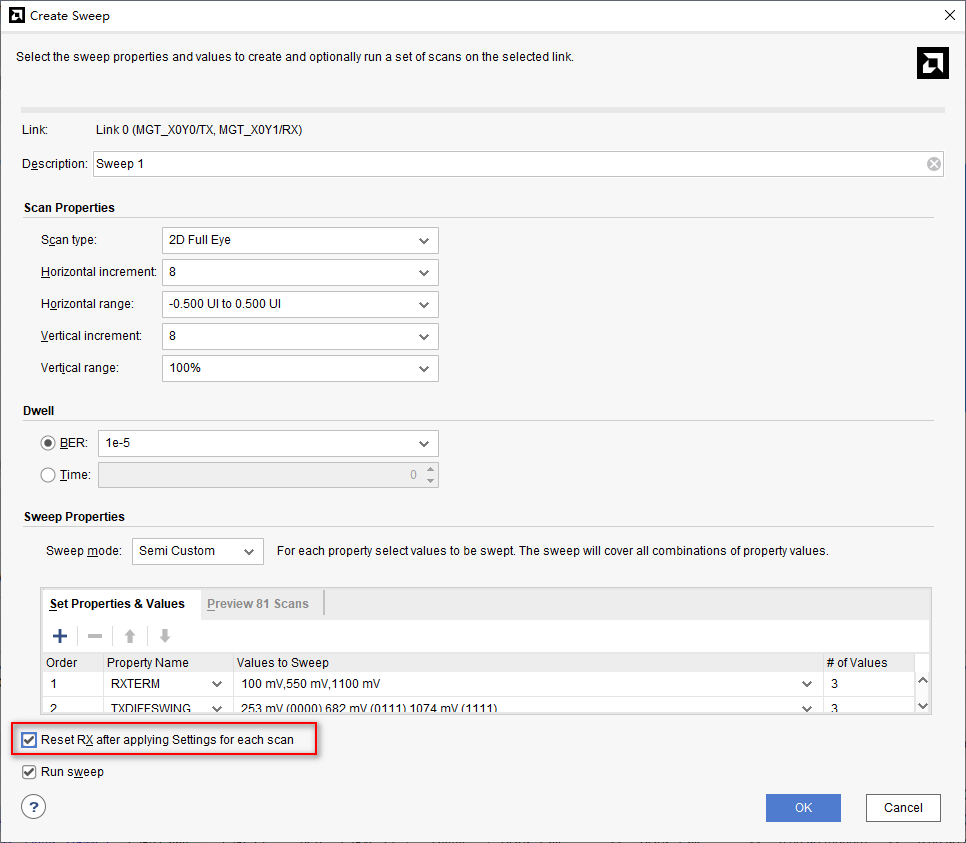 Create Sweep
Select the sweep properties and values to create and optionally run a set of scans on the selected link.
Link: Link 0 (MGT_X0Y0/TX, MGT_X0Y1/RX)
Description: Sweep 1
Scan Properties
Scan type: 2D Full Eye
Horizontal increment: 8
Horizontal range: -0.500 UI to 0.500 UI
Vertical increment: 8
Vertical range: 100%
Dwell
BER: 1e-5
Time: 0
Sweep Properties
Sweep mode: Semi Custom For each property select values to be swept. The sweep will cover all combinations of property values.
Set Properties & Values Preview 81 Scans
Order Property Name Values to Sweep # of Values
1 RXTERM 100 mV,550 mV,1100 mV 3
2 TXDIFFSWING 253 mV (0000) 682 mV (0111) 1074 mV (1111) 3
Reset RX after applying Settings for each scan
Run sweep
? OK Cancel